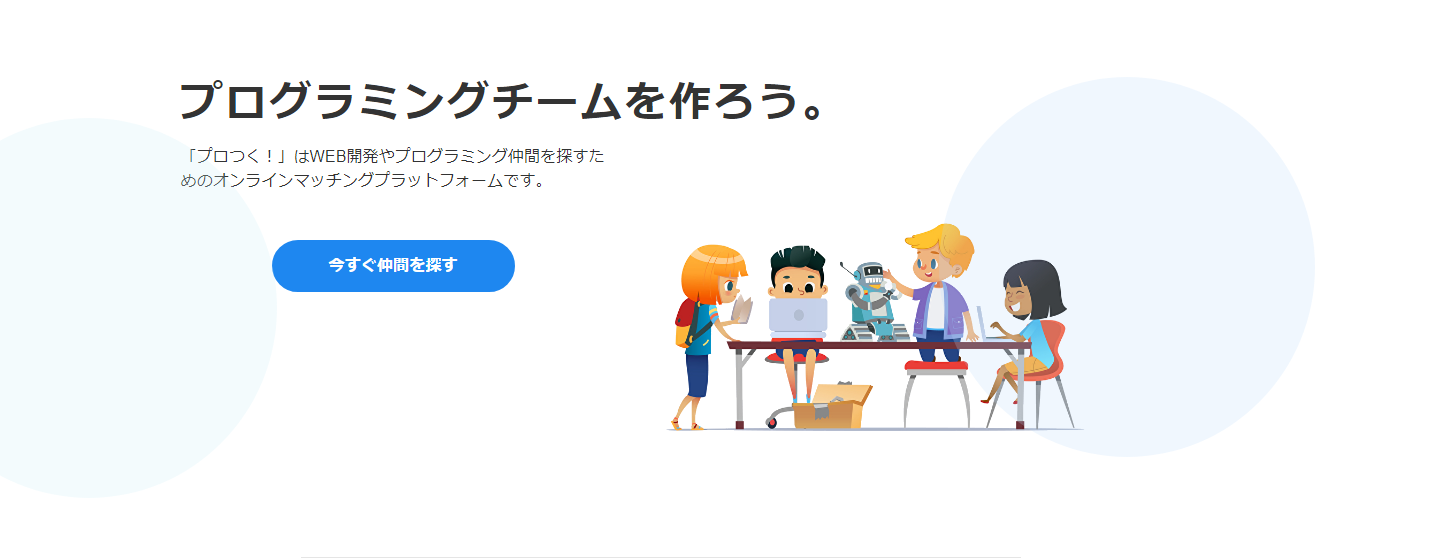 プログラミングチームを作ろう。
「プロつく！」はWEB開発やプログラミング仲間を探すた
めのオンラインマッチングプラットフォームです。
今すぐ仲間を探す